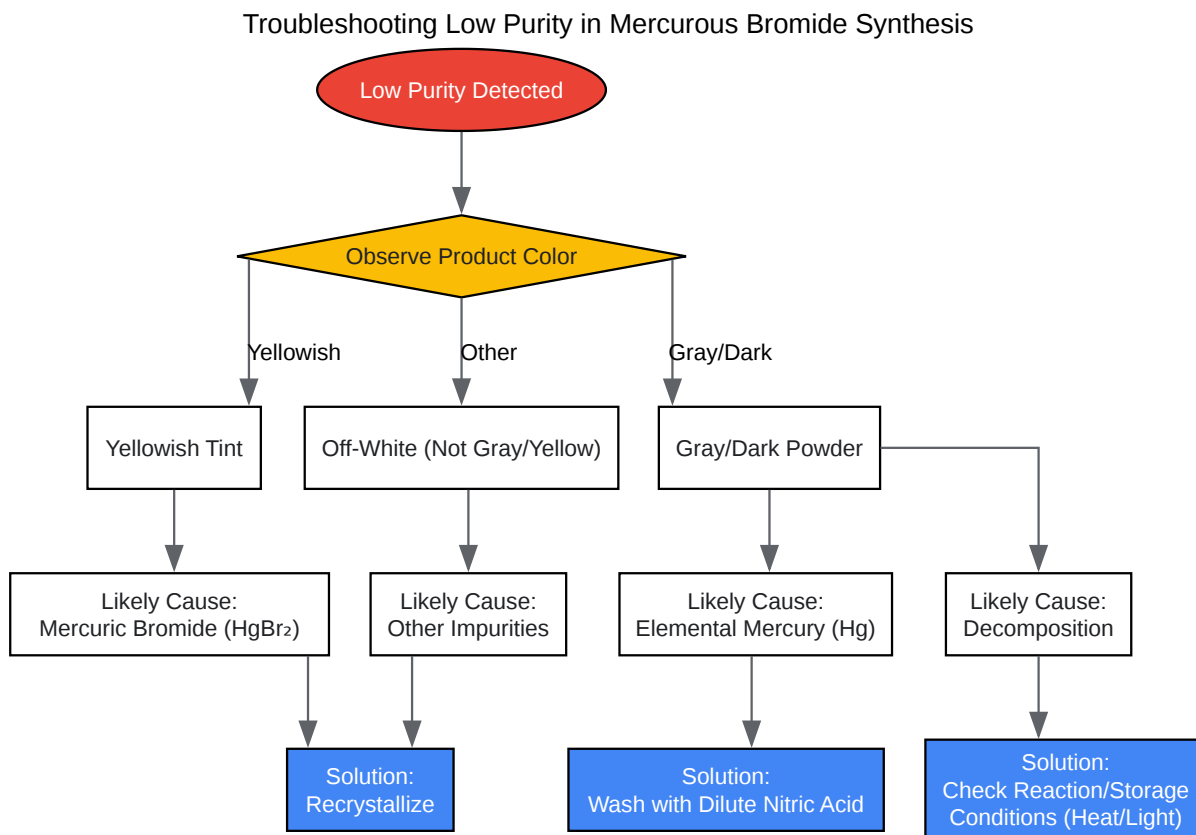 Troubleshooting Low Purity in Mercurous Bromide Synthesis
Low Purity Detected
Observe Product Color
Yellowish
Other
Gray/Dark
Yellowish Tint
Off-White (Not Gray/Yellow)
Gray/Dark Powder
Likely Cause:
Mercuric Bromide (HgBr₂)
Likely Cause:
Other Impurities
Likely Cause:
Elemental Mercury (Hg)
Likely Cause:
Decomposition
Solution:
Recrystallize
Solution:
Wash with Dilute Nitric Acid
Solution:
Check Reaction/Storage
Conditions (Heat/Light)